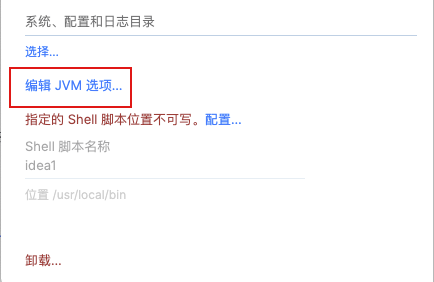 系统、配置和日志目录
选择...
编辑 JVM 选项...
指定的 Shell 脚本位置不可写。配置...
Shell 脚本名称
idea1
位置 /usr/local/bin
卸载...